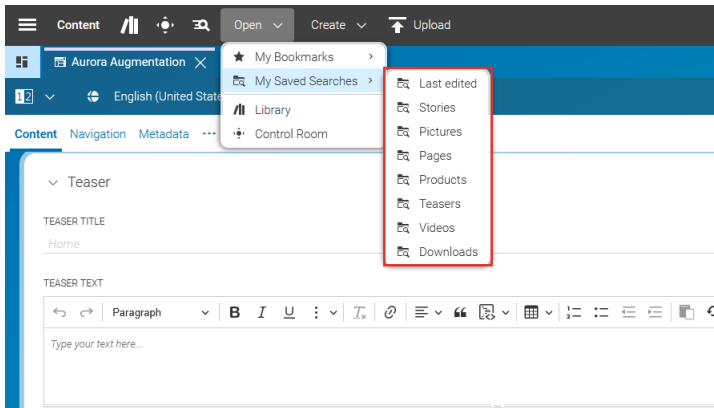 Content Open Create Upload
Aurora Augmentation
My Bookmarks
My Saved Searches
Library
Control Room
Last edited
Stories
Pictures
Pages
Products
Teasers
Videos
Downloads
12 English (United State
Content Navigation Metadata ...
Teaser
TEASER TITLE
Home
TEASER TEXT
Paragraph B I U
Type your text here...